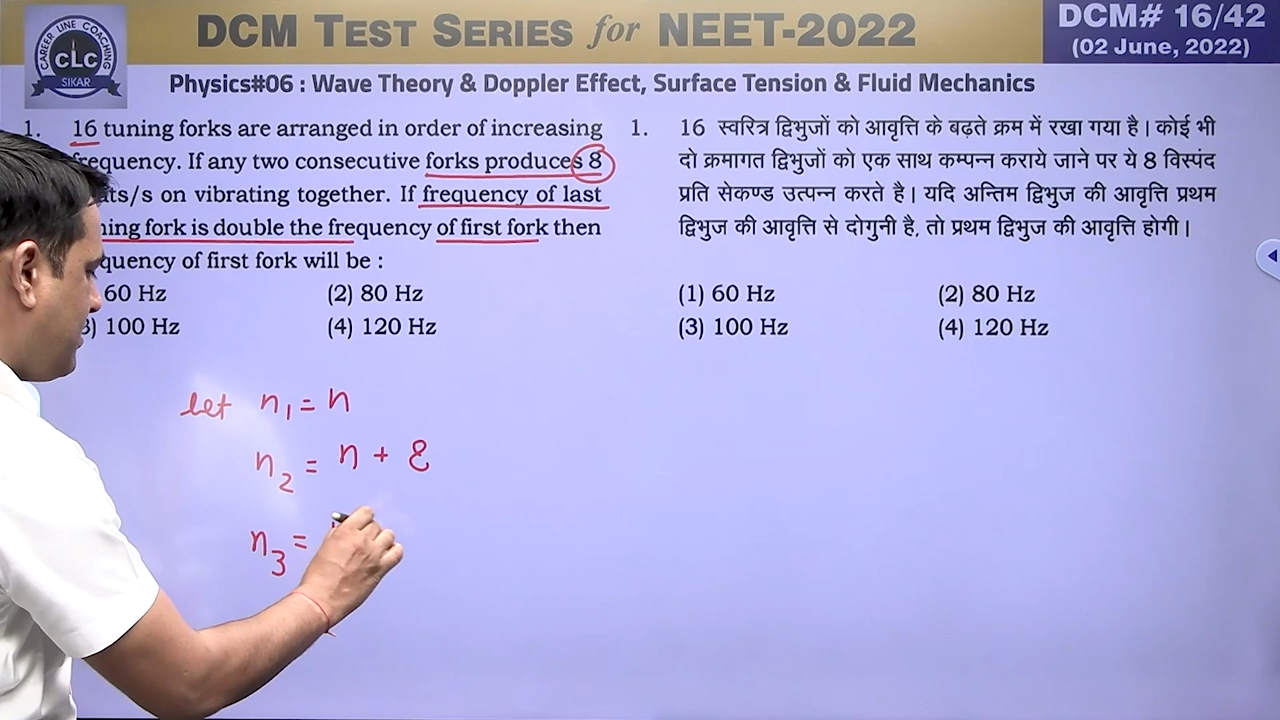 DCM TEST SERIES for NEET-2022
DCM# 16/42
(02 June, 2022)
CAREER LINE COACHING
CLC
SIKAR
Physics#06 : Wave Theory & Doppler Effect, Surface Tension & Fluid Mechanics
1. 16 tuning forks are arranged in order of increasing
frequency. If any two consecutive forks produces 8
ts/s on vibrating together. If frequency of last
ning fork is double the frequency of first fork then
quency of first fork will be :
60 Hz (2) 80 Hz
3) 100 Hz (4) 120 Hz
1. 16 स्वरित्र द्विभुजों को आवृत्ति के बढ़ते क्रम में रखा गया है। कोई भी
दो क्रमागत द्विभुजों को एक साथ कम्पन्न कराये जाने पर ये 8 विस्पंद
प्रति सेकण्ड उत्पन्न करते है। यदि अन्तिम द्विभुज की आवृत्ति प्रथम
द्विभुज की आवृत्ति से दोगुनी है, तो प्रथम द्विभुज की आवृत्ति होगी।
(1) 60 Hz (2) 80 Hz
(3) 100 Hz (4) 120 Hz
let n₁ = n
n₂ = n + 8
n₃ =